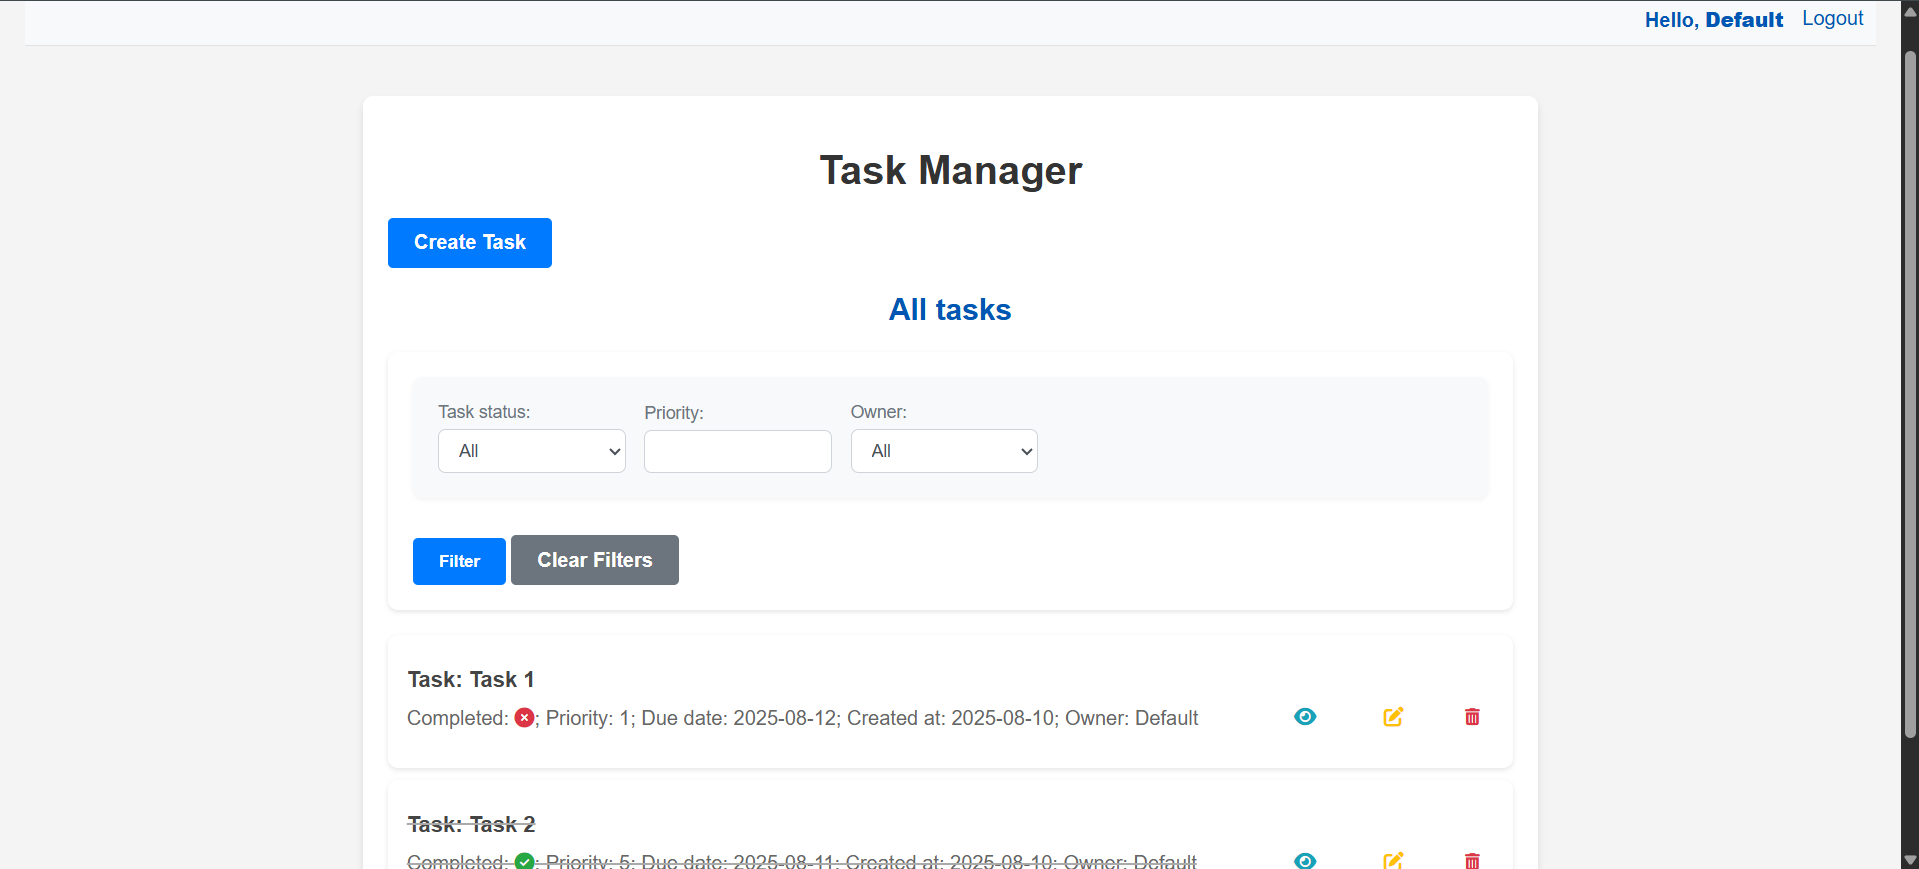 Hello, Default Logout
Task Manager
Create Task
All tasks
Task status: Priority: Owner:
All All
Filter Clear Filters
Task: Task 1
Completed: ; Priority: 1; Due date: 2025-08-12; Created at: 2025-08-10; Owner: Default
Task: Task 2
Completed: ; Priority: 5; Due date: 2025-08-11; Created at: 2025-08-10; Owner: Default